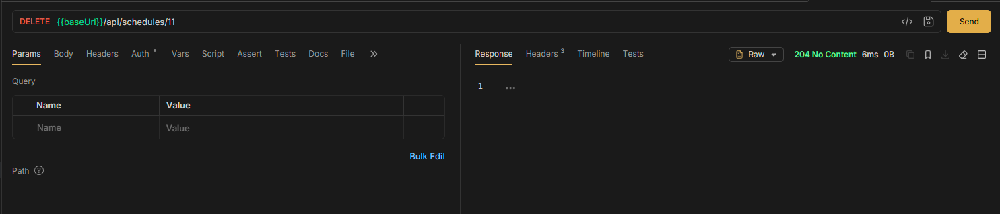 DELETE {{baseUrl}}/api/schedules/11 </> Send
Params Body Headers Auth Vars Script Assert Tests Docs File
Query
Name Value
Name Value
Bulk Edit
Path ?
Response Headers 3 Timeline Tests Raw 204 No Content 6ms 0B
1 ...